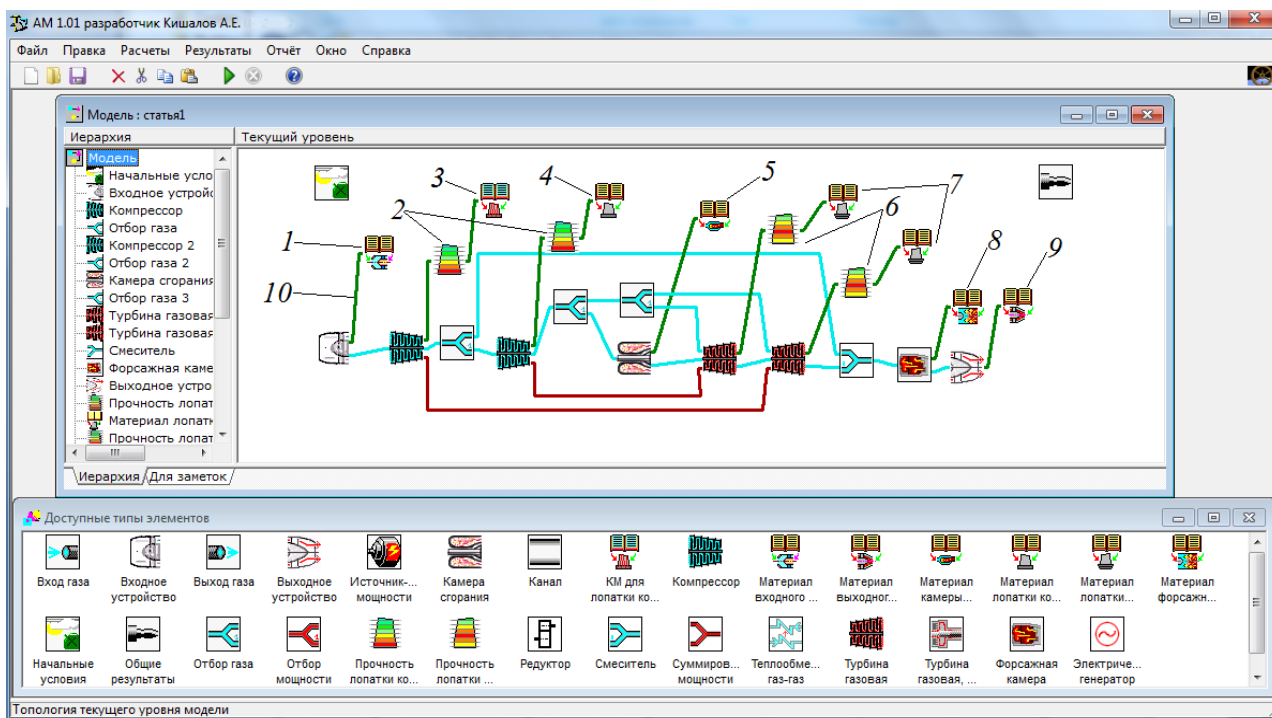 AM 1.01 разработчик Кишалов А.Е.
Файл Правка Расчеты Результаты Отчёт Окно Справка
Модель : статья1
Иерархия Текущий уровень
Модель
Начальные усло
Входное устройс
Компрессор
Отбор газа
Компрессор 2
Отбор газа 2
Камера сгорания
Отбор газа 3
Турбина газовая
Турбина газовая
Смеситель
Форсажная каме
Выходное устро
Прочность лопат
Материал лопатк
Прочность лопат
1
2
3
4
5
6
7
8
9
10
Иерархия Для заметок
Доступные типы элементов
Вход газа Входное Выход газа Выходное Источник-... Камера Канал КМ для Компрессор Материал Материал Материал Материал Материал Материал
устройство устройство мощности сгорания лопатки ко... входного ... выходног... камеры... лопатки ко... лопатки... форсажн...
Начальные Общие Отбор газа Отбор Прочность Прочность Редуктор Смеситель Суммиров... Теплообме... Турбина Турбина Форсажная Электриче...
условия результаты мощности лопатки ко... лопатки ... мощности газ-газ газовая газовая, ... камера генератор
Топология текущего уровня модели